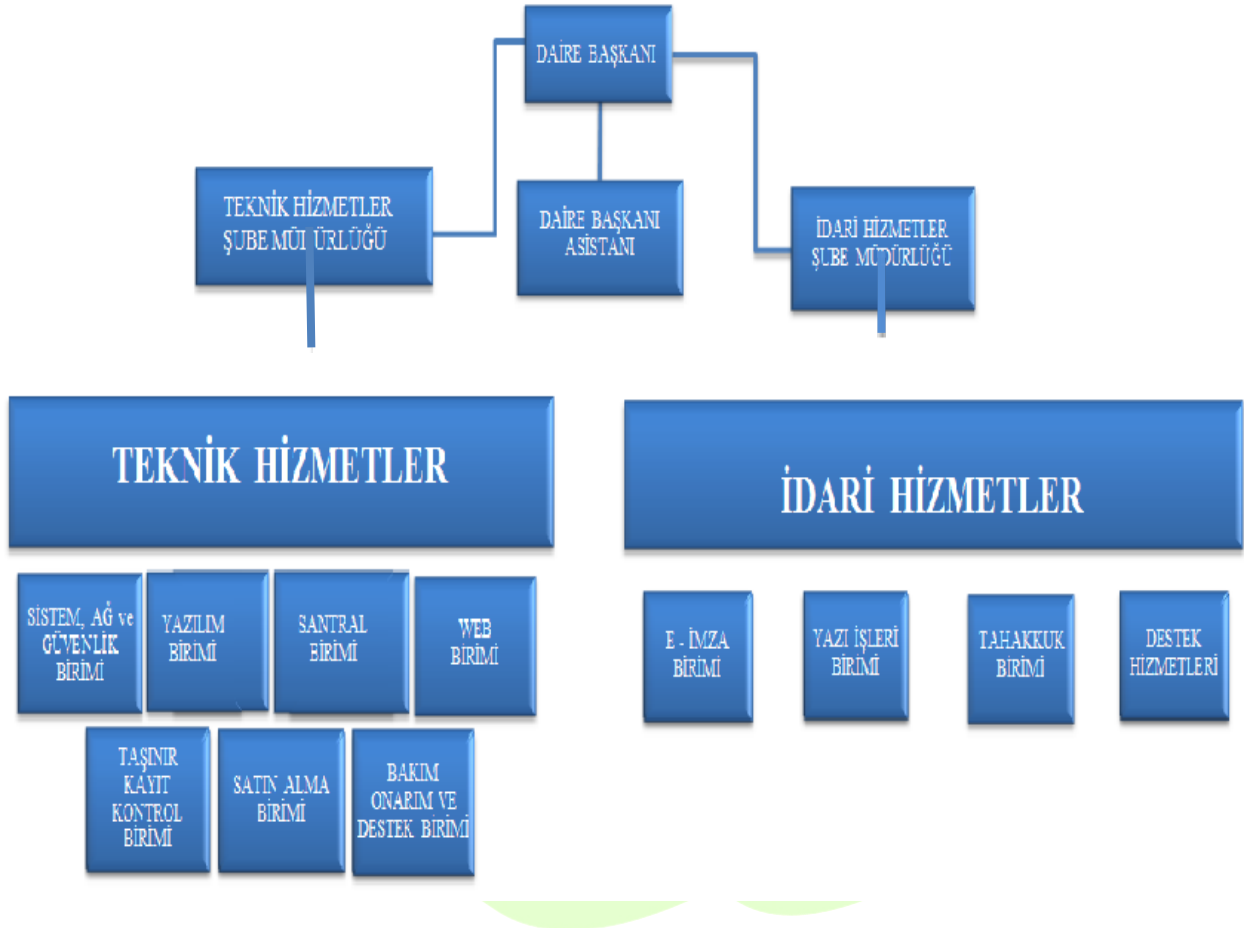 DAİRE BAŞKANI
TEKNİK HİZMETLER
ŞUBE MÜDÜRLÜĞÜ
DAİRE BAŞKANI
ASİSTANI
İDARİ HİZMETLER
ŞUBE MÜDÜRLÜĞÜ
TEKNİK HİZMETLER
İDARİ HİZMETLER
SİSTEM, AĞ ve
GÜVENLİK
BİRİMİ
YAZILIM
BİRİMİ
SANTRAL
BİRİMİ
WEB
BİRİMİ
E - İMZA
BİRİMİ
YAZI İŞLERİ
BİRİMİ
TAHAKKUK
BİRİMİ
DESTEK
HİZMETLERİ
TAŞINIR
KAYIT
KONTROL
BİRİMİ
SATIN ALMA
BİRİMİ
BAKIM
ONARIM VE
DESTEK BİRİMİ